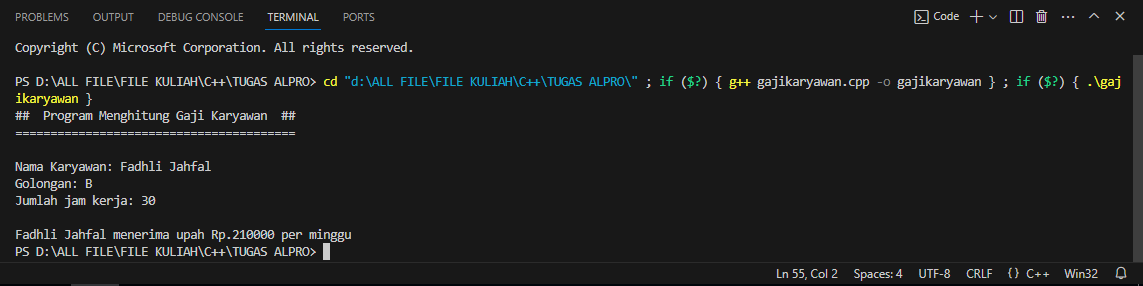 PROBLEMS OUTPUT DEBUG CONSOLE TERMINAL PORTS Code
Copyright (C) Microsoft Corporation. All rights reserved.
PS D:\ALL FILE\FILE KULIAH\C++\TUGAS ALPRO> cd "d:\ALL FILE\FILE KULIAH\C++\TUGAS ALPRO\" ; if ($?) { g++ gajikaryawan.cpp -o gajikaryawan } ; if ($?) { .\gaj
ikaryawan }
##  Program Menghitung Gaji Karyawan  ##
========================================
Nama Karyawan: Fadhli Jahfal
Golongan: B
Jumlah jam kerja: 30
Fadhli Jahfal menerima upah Rp.210000 per minggu
PS D:\ALL FILE\FILE KULIAH\C++\TUGAS ALPRO>
Ln 55, Col 2 Spaces: 4 UTF-8 CRLF {} C++ Win32